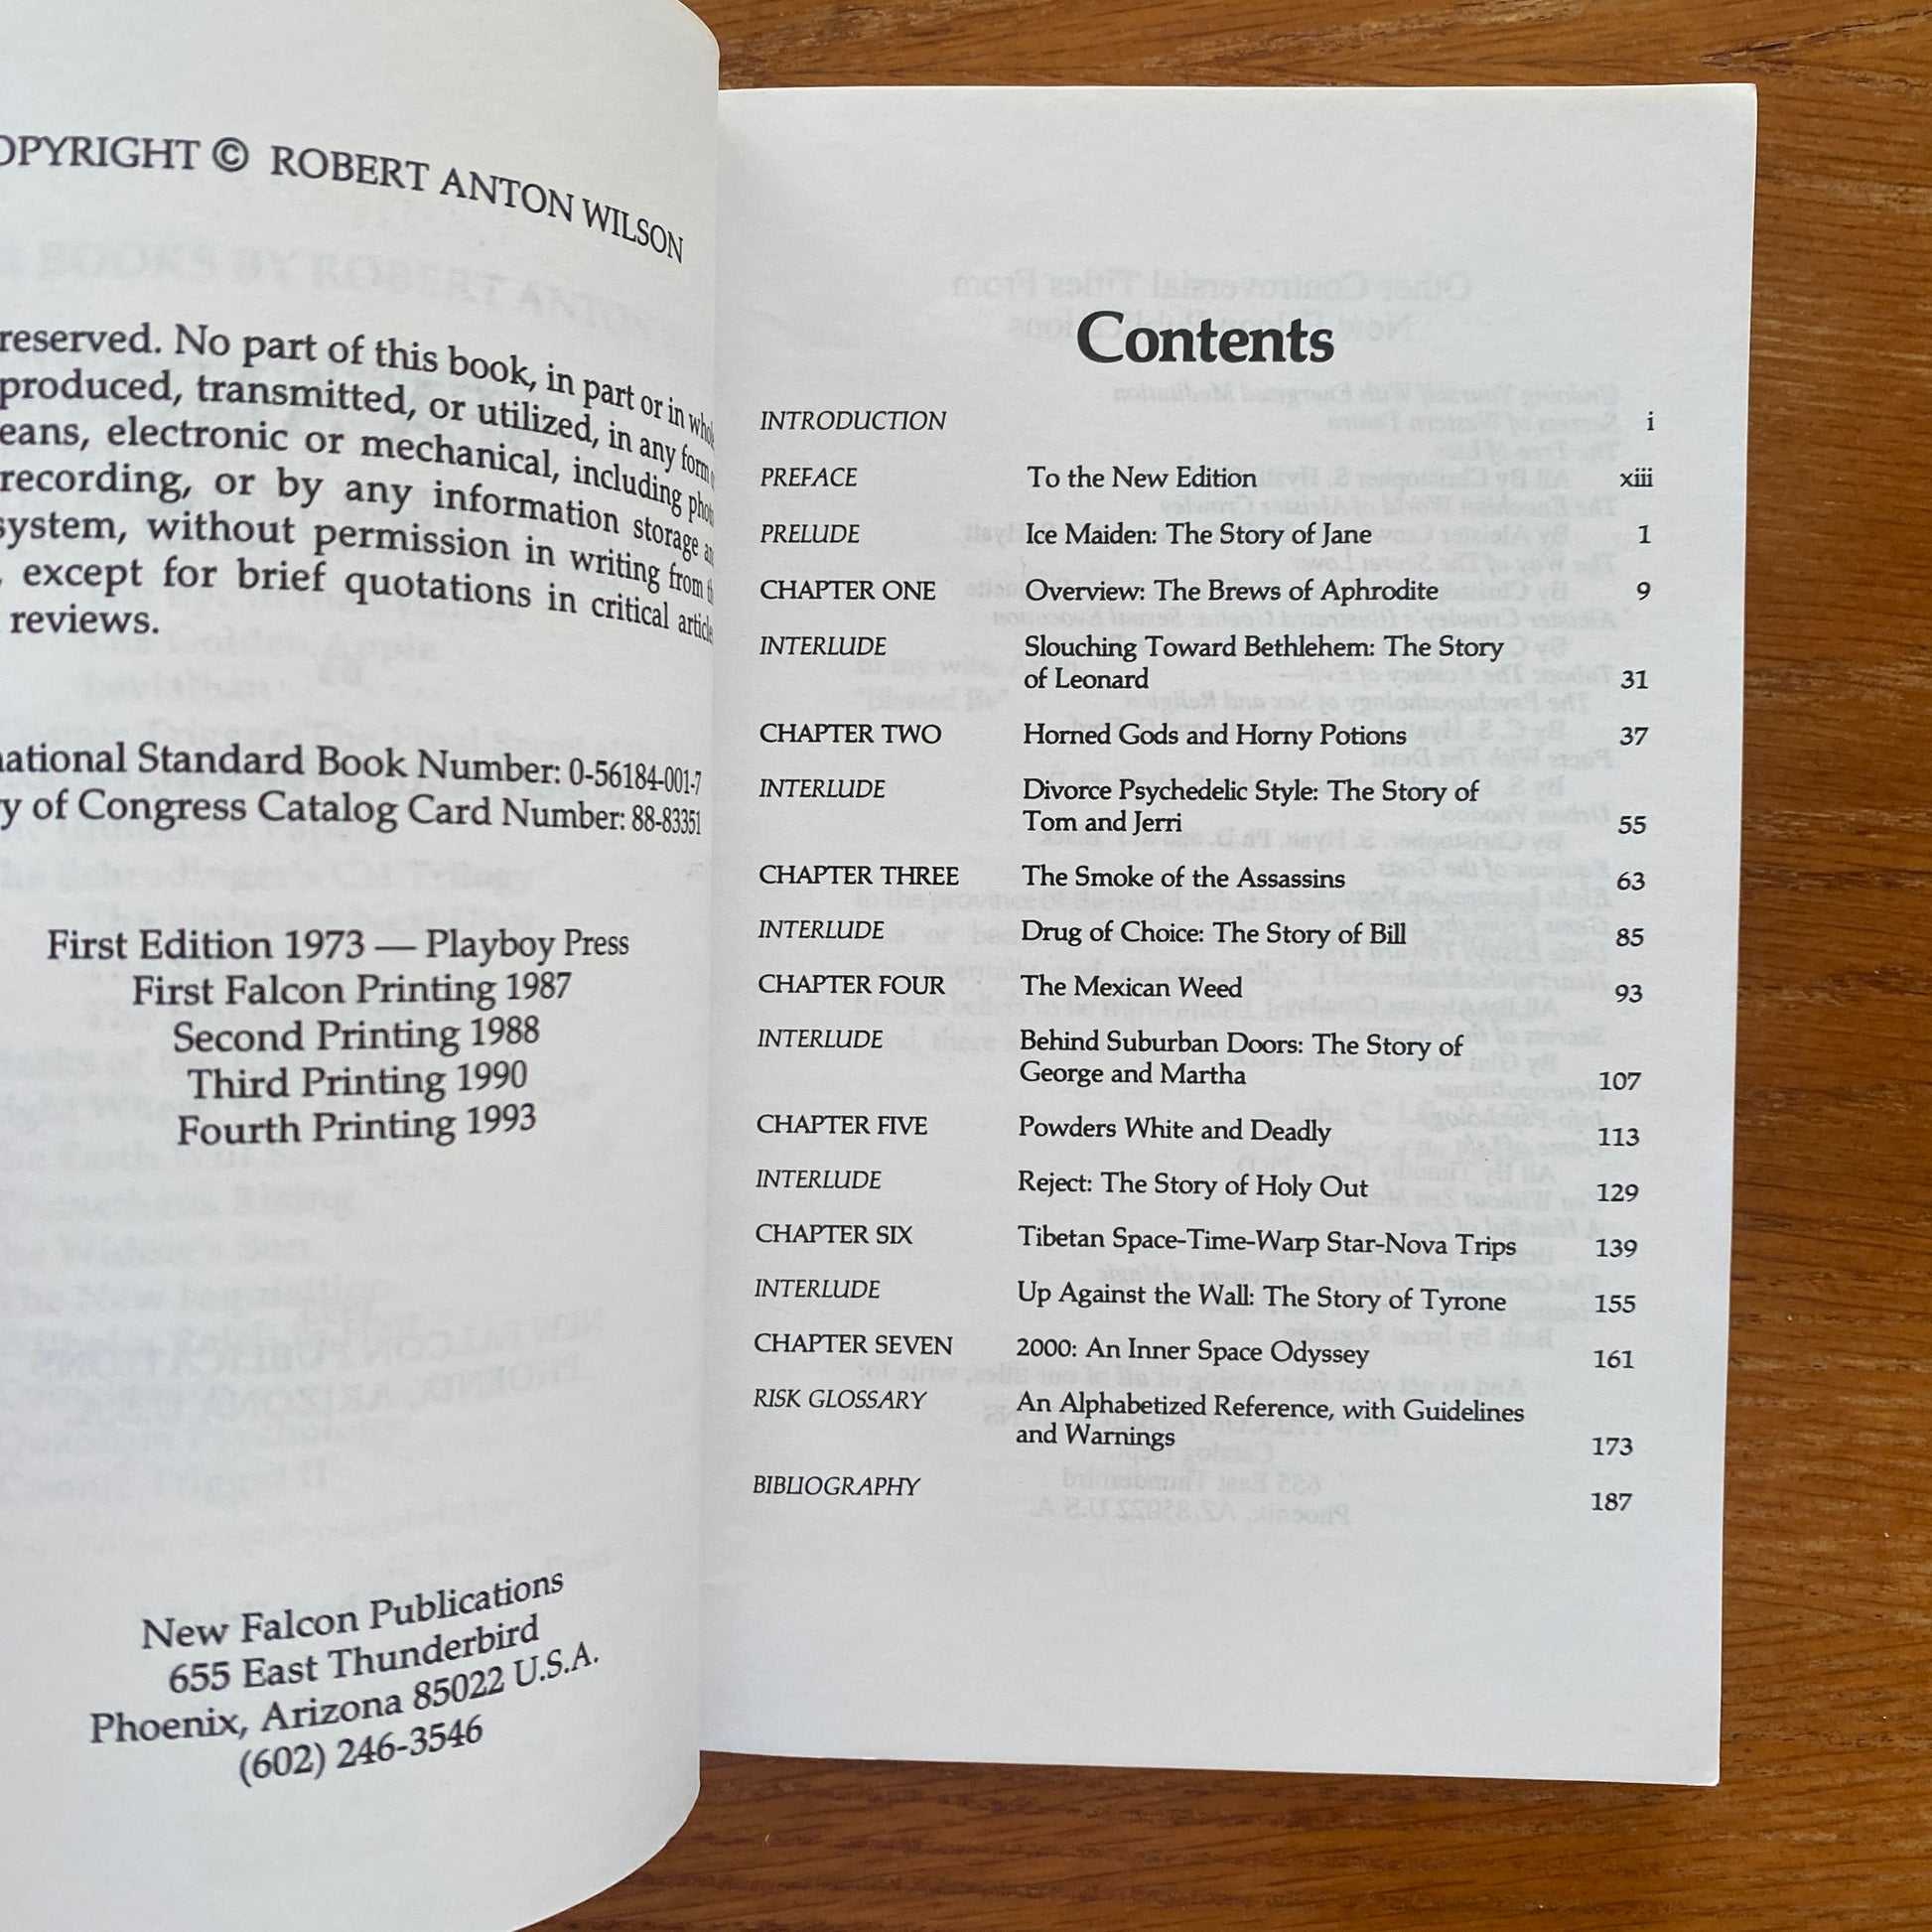 OPYRIGHT © ROBERT ANTON WILSON
reserved. No part of this book, in part or in
produced, transmitted, or utilized, in any form
eans, electronic or mechanical, including
recording, or by any information storage
system, without permission in writing from
, except for brief quotations in critical
reviews.
national Standard Book Number: 0-56184-001-7
y of Congress Catalog Card Number: 88-83351
First Edition 1973 — Playboy Press
First Falcon Printing 1987
Second Printing 1988
Third Printing 1990
Fourth Printing 1993
New Falcon Publications
655 East Thunderbird
Phoenix, Arizona 85022 U.S.A.
(602) 246-3546
Contents
INTRODUCTION i
PREFACE To the New Edition xiii
PRELUDE Ice Maiden: The Story of Jane 1
CHAPTER ONE Overview: The Brews of Aphrodite 9
INTERLUDE Slouching Toward Bethlehem: The Story
of Leonard 31
CHAPTER TWO Horned Gods and Horny Potions 37
INTERLUDE Divorce Psychedelic Style: The Story of
Tom and Jerri 55
CHAPTER THREE The Smoke of the Assassins 63
INTERLUDE Drug of Choice: The Story of Bill 85
CHAPTER FOUR The Mexican Weed 93
INTERLUDE Behind Suburban Doors: The Story of
George and Martha 107
CHAPTER FIVE Powders White and Deadly 113
INTERLUDE Reject: The Story of Holy Out 129
CHAPTER SIX Tibetan Space-Time-Warp Star-Nova Trips 139
INTERLUDE Up Against the Wall: The Story of Tyrone 155
CHAPTER SEVEN 2000: An Inner Space Odyssey 161
RISK GLOSSARY An Alphabetized Reference, with Guidelines
and Warnings 173
BIBLIOGRAPHY 187